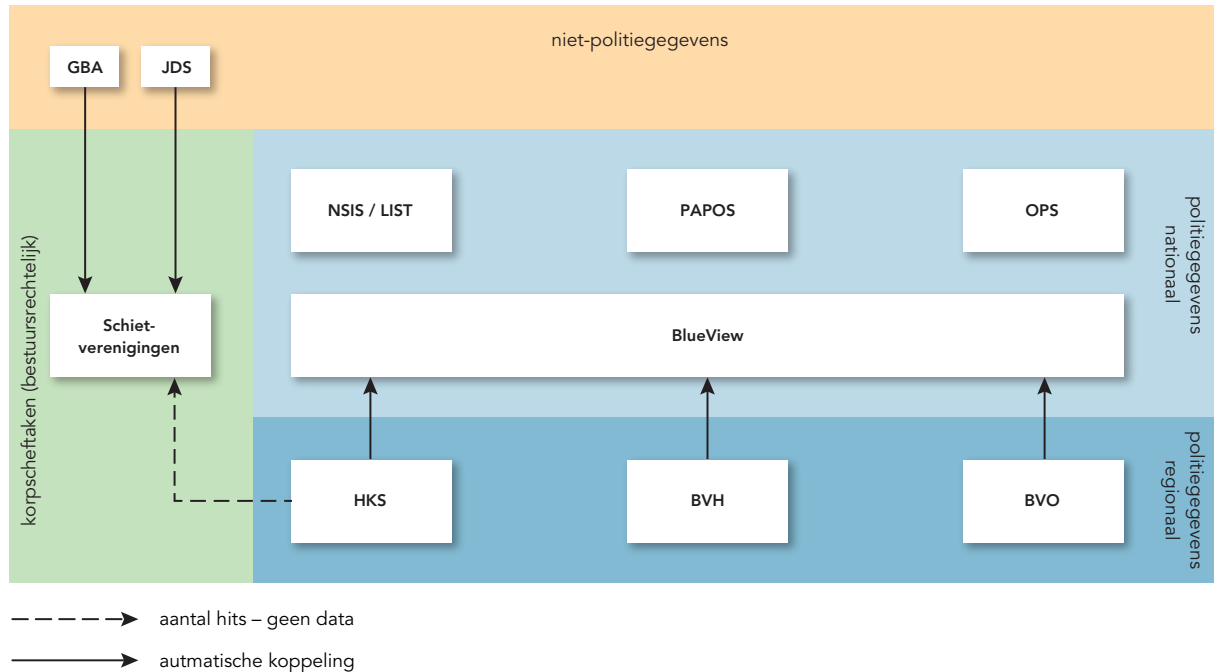 niet-politiegegevens
GBA
JDS
korpscheftaken (bestuursrechtelijk)
NSIS / LIST
PAPOS
OPS
politiegegevens
nationaal
Schiet-
verenigingen
BlueView
HKS
BVH
BVO
politiegegevens
regionaal
aantal hits – geen data
autmatische koppeling